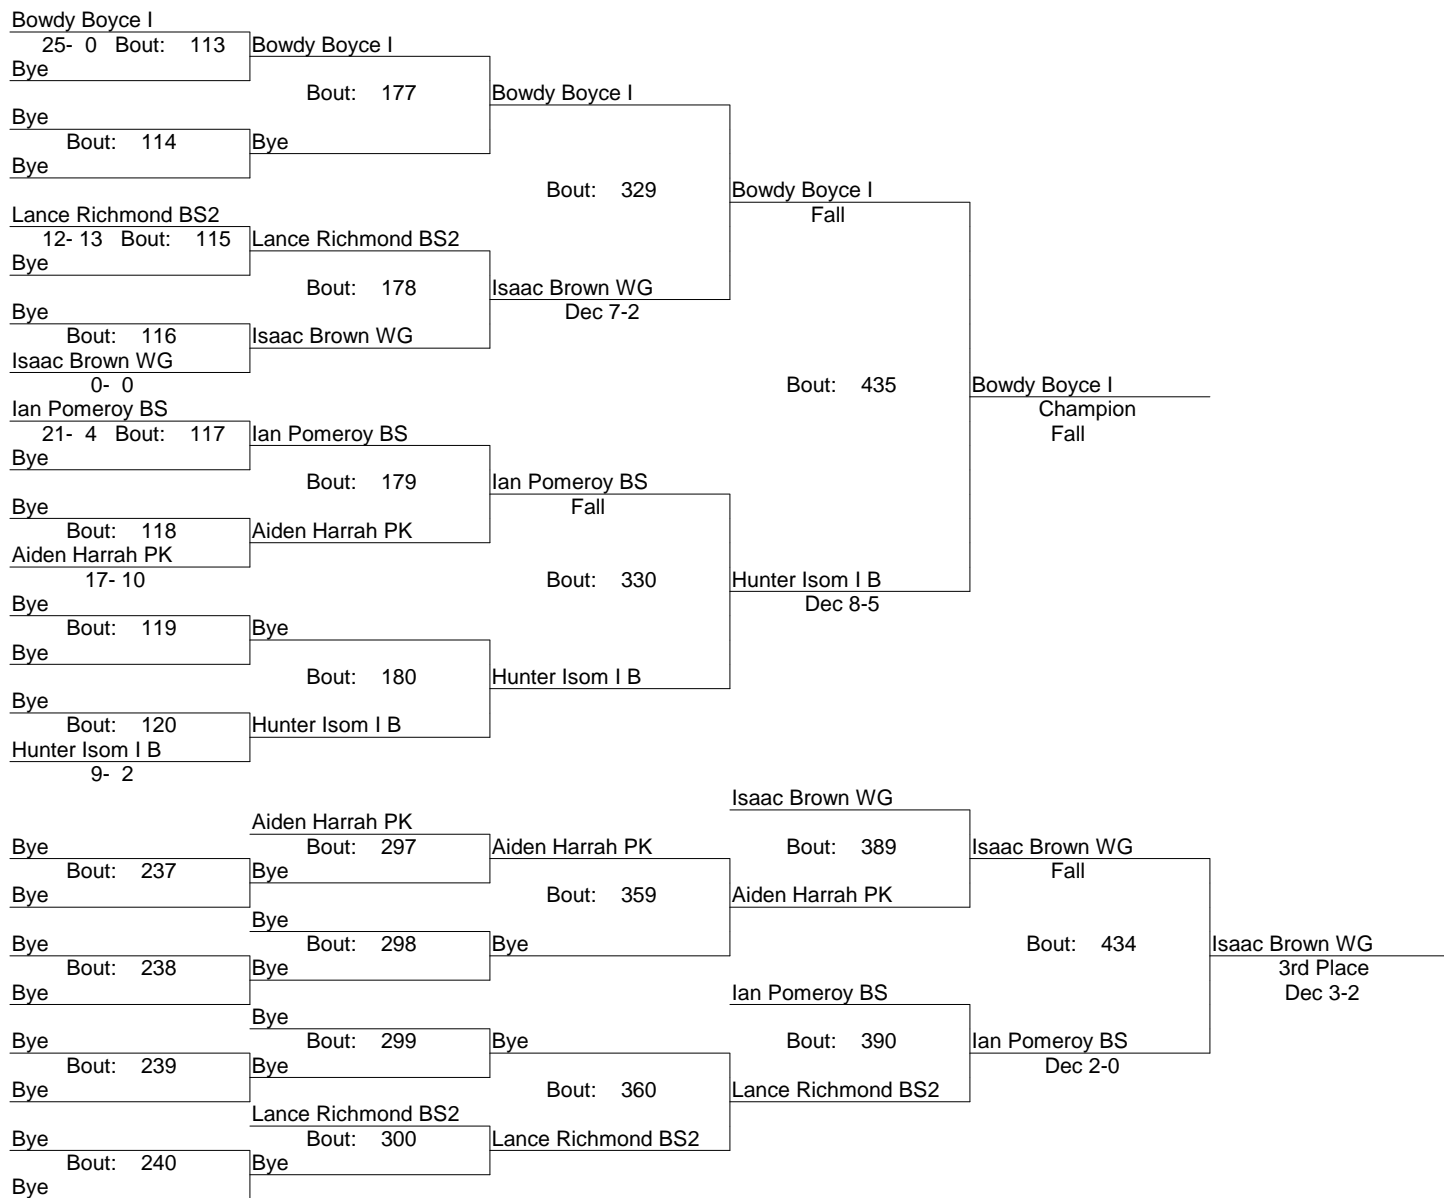 Bowdy Boyce I
25- 0 Bout: 113 Bowdy Boyce I
Bye
Bout: 177 Bowdy Boyce I
Bye
Bout: 114 Bye
Bye
Bout: 329 Bowdy Boyce I
Lance Richmond BS2 Fall
12- 13 Bout: 115 Lance Richmond BS2
Bye
Bout: 178 Isaac Brown WG
Bye Dec 7-2
Bout: 116 Isaac Brown WG
Isaac Brown WG
0- 0 Bout: 435 Bowdy Boyce I
Ian Pomeroy BS Champion
21- 4 Bout: 117 Ian Pomeroy BS Fall
Bye
Bout: 179 Ian Pomeroy BS
Bye Fall
Bout: 118 Aiden Harrah PK
Aiden Harrah PK
17- 10 Bout: 330 Hunter Isom I B
Bye Dec 8-5
Bout: 119 Bye
Bye
Bout: 180 Hunter Isom I B
Bye
Bout: 120 Hunter Isom I B
Hunter Isom I B
9- 2
Isaac Brown WG
Aiden Harrah PK
Bye Bout: 297 Aiden Harrah PK Bout: 389 Isaac Brown WG
Bout: 237 Bye Fall
Bye Bout: 359 Aiden Harrah PK
Bye
Bye Bout: 298 Bye Bout: 434 Isaac Brown WG
Bout: 238 Bye 3rd Place
Bye Ian Pomeroy BS Dec 3-2
Bye
Bye Bout: 299 Bye Bout: 390 Ian Pomeroy BS
Bout: 239 Bye Dec 2-0
Bye Bout: 360 Lance Richmond BS2
Lance Richmond BS2
Bye Bout: 300 Lance Richmond BS2
Bout: 240 Bye
Bye